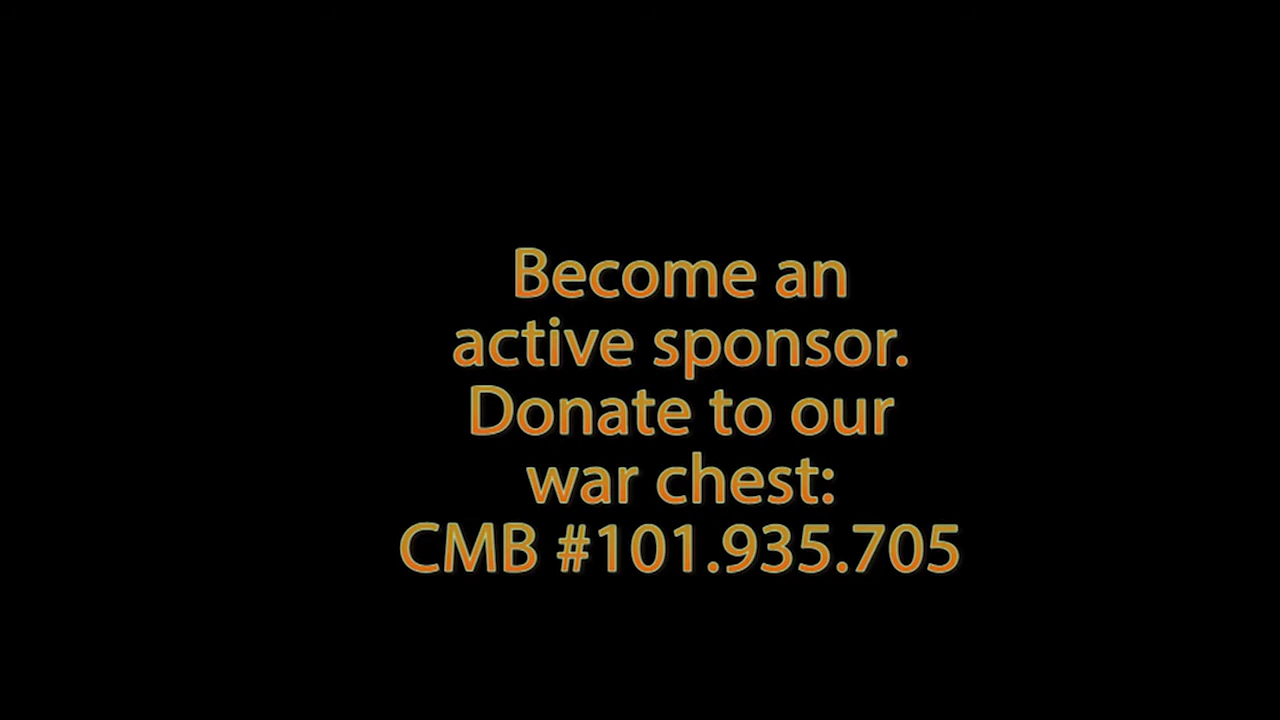 Become an
active sponsor.
Donate to our
war chest:
CMB #101.935.705